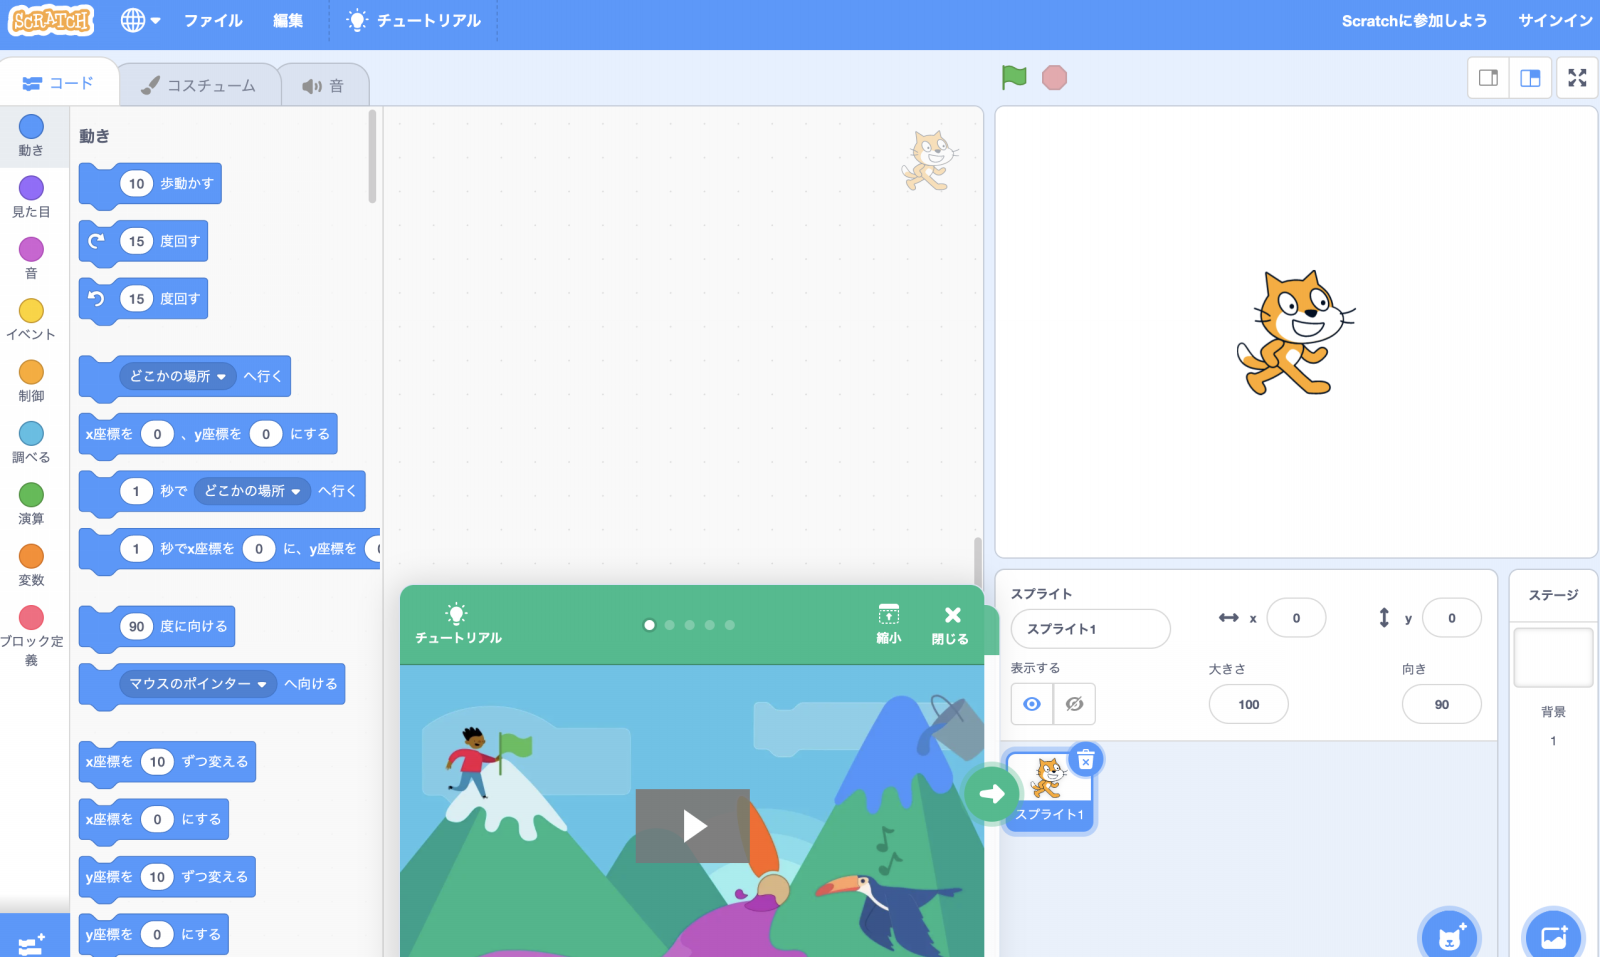 SCRATCH
ファイル
編集
チュートリアル
Scratchに参加しよう
サインイン
コード
コスチューム
音
動き
見た目
音
イベント
制御
調べる
演算
変数
ブロック定
義
動き
10 歩動かす
15 度回す
15 度回す
どこかの場所 へ行く
x座標を 0 、y座標を 0 にする
1 秒で どこかの場所 へ行く
1 秒でx座標を 0 に、y座標を
90 度に向ける
マウスのポインター へ向ける
x座標を 10 ずつ変える
x座標を 0 にする
y座標を 10 ずつ変える
y座標を 0 にする
チュートリアル
縮小
閉じる
スプライト
スプライト1
x 0
y 0
表示する
大きさ
100
向き
90
スプライト1
ステージ
背景
1